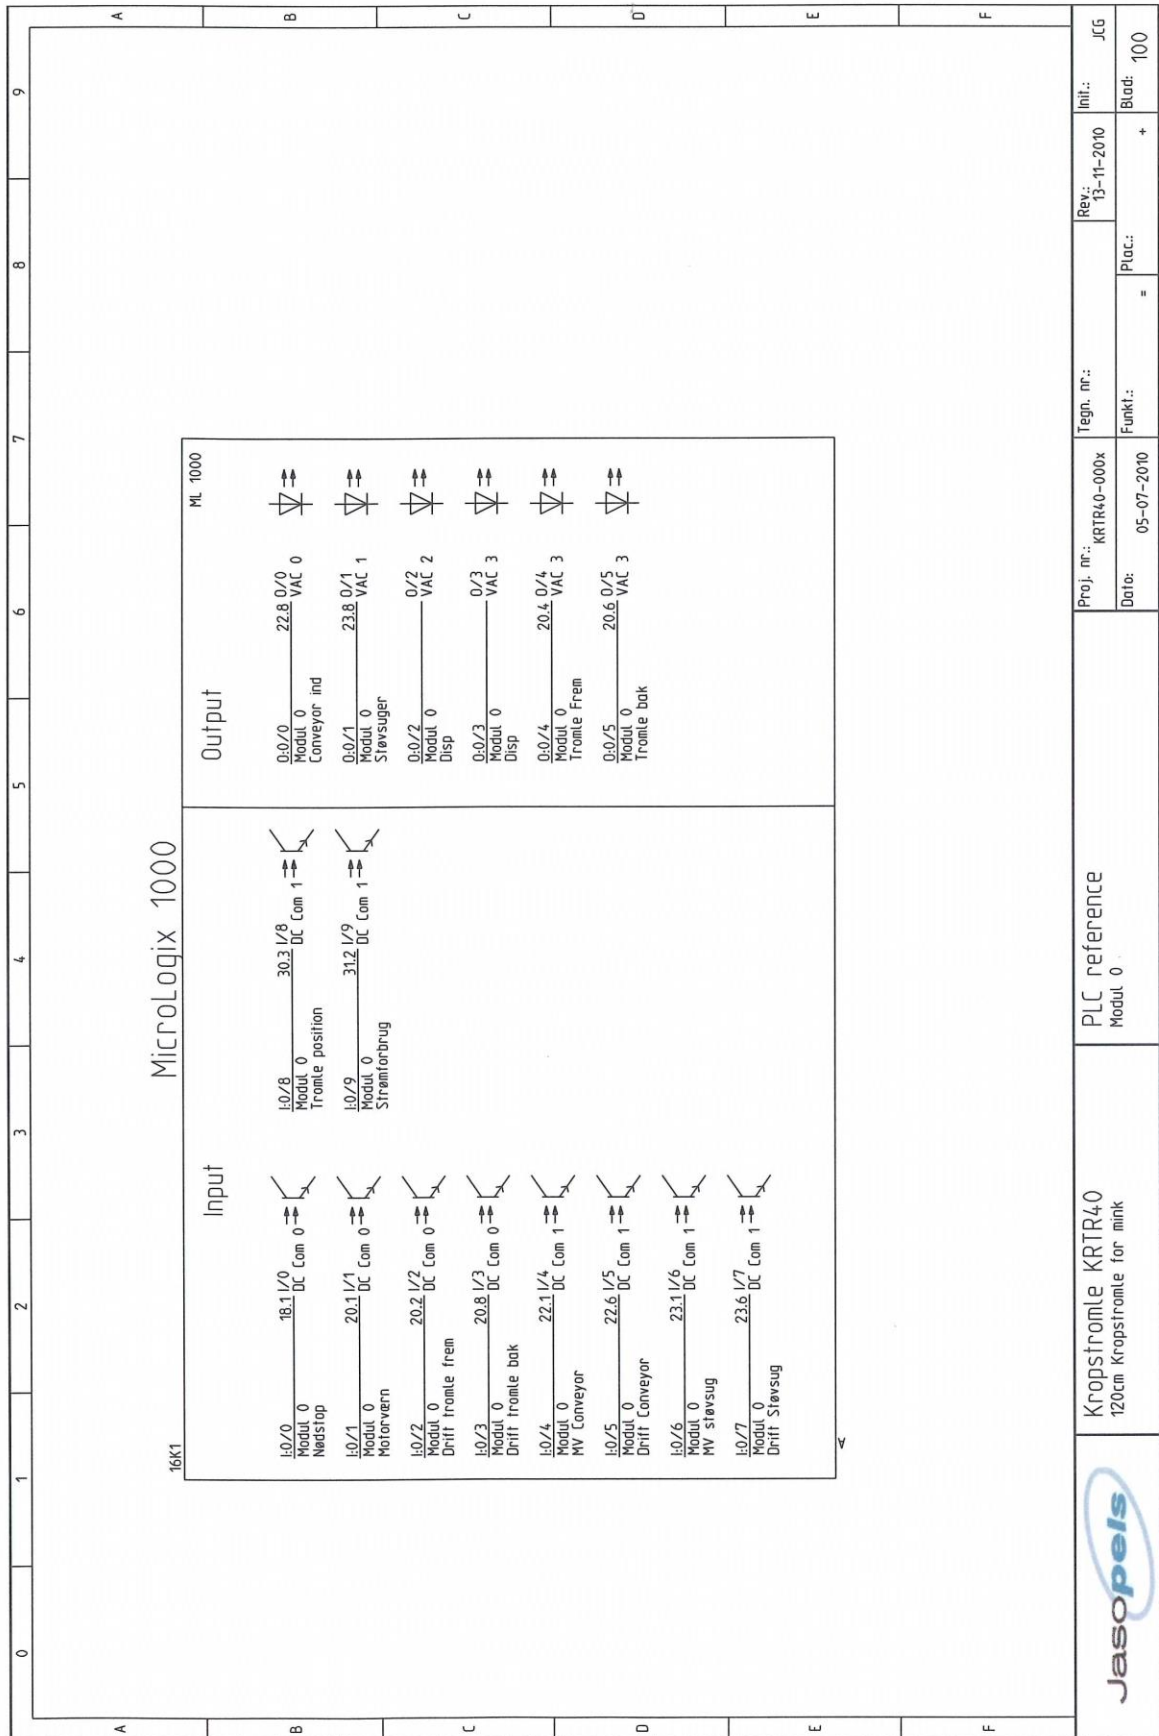 0 1 2 3 4 5 6 7 8 9
A
B
C
D
E
F
MicroLogix 1000
16K1
Input
I:0/0 18.1 I/0
Modul 0 DC Com 0
Nødstop
I:0/1 20.1 I/1
Modul 0 DC Com 0
Motorværn
I:0/2 20.2 I/2
Modul 0 DC Com 0
Drift tromle frem
I:0/3 20.8 I/3
Modul 0 DC Com 0
Drift tromle bak
I:0/4 22.1 I/4
Modul 0 DC Com 1
MV Conveyor
I:0/5 22.6 I/5
Modul 0 DC Com 1
Drift Conveyor
I:0/6 23.1 I/6
Modul 0 DC Com 1
MV støvsug
I:0/7 23.6 I/7
Modul 0 DC Com 1
Drift Støvsug
I:0/8 30.3 I/8
Modul 0 DC Com 1
Tromle position
I:0/9 31.2 I/9
Modul 0 DC Com 1
Strømforbrug
Output
ML 1000
O:0/0 22.8 O/0
Modul 0 VAC 0
Conveyor ind
O:0/1 23.8 O/1
Modul 0 VAC 1
Støvsuger
O:0/2 O/2
Modul 0 VAC 2
Disp
O:0/3 O/3
Modul 0 VAC 3
Disp
O:0/4 20.4 O/4
Modul 0 VAC 3
Tromle Frem
O:0/5 20.6 O/5
Modul 0 VAC 3
Tromle bak
A
A
B
C
D
E
F
Jasopels
Kropstromle KRTR40
120cm Kropstromle for mink
PLC reference
Modul 0
Proj. nr.: KRTR40-000x
Dato: 05-07-2010
Tegn. nr.:
Funkt.: =
Rev.: 13-11-2010
Plac.: +
Init.: JCG
Blad: 100